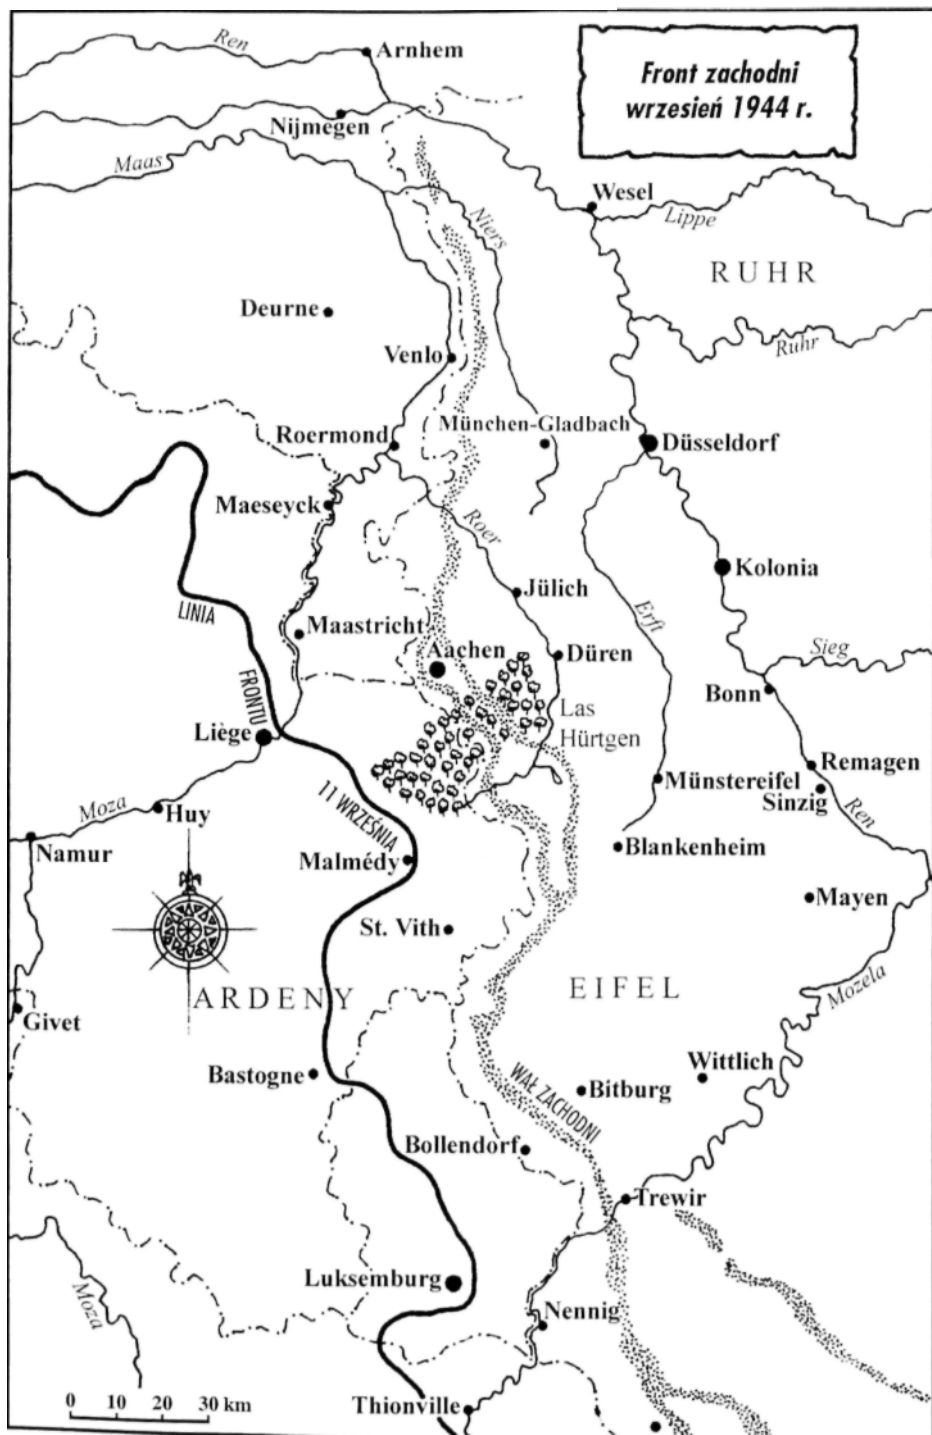 Front zachodni
wrzesień 1944 r.
Ren
Arnhem
Nijmegen
Maas
Wesel
Lippe
Niers
RUHR
Deurne
Ruhr
Venlo
München-Gladbach
Roermond
Düsseldorf
Maeseyck
Roer
Kolonia
Jülich
LINIA
Erft
Maastricht
Sieg
Aachen
Düren
FRONTU
Bonn
Las
Hürtgen
Liège
Remagen
Münstereifel
Sinzig
Moza
Huy
11 WRZEŚNIA
Ren
Namur
Malmédy
Blankenheim
Mayen
St. Vith
ARDENY
EIFEL
Mozela
Givet
Bastogne
Wittlich
WAŁ ZACHODNI
Bitburg
Bollendorf
Trewir
Luksemburg
Moza
Nennig
0 10 20 30 km
Thionville